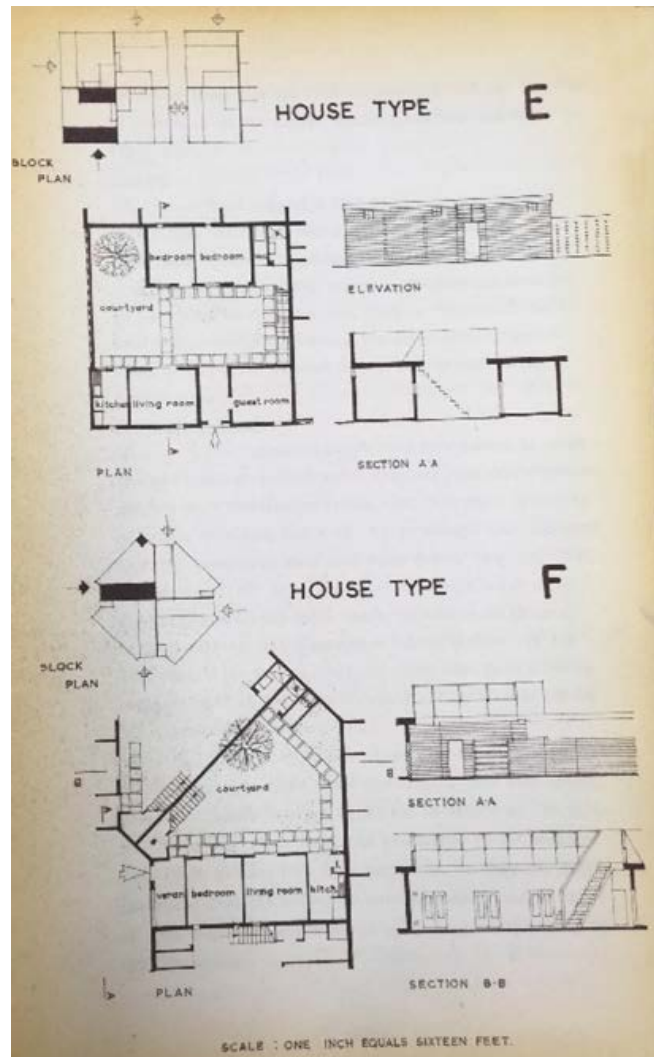 HOUSE TYPE E
BLOCK
PLAN
A
bedroom bedroom
courtyard
ELEVATION
kitchen living room guest room
A
PLAN
SECTION A-A
HOUSE TYPE F
BLOCK
PLAN
courtyard
B
B
A
SECTION A-A
veran bedroom living room kitch
A
PLAN
SECTION B-B
SCALE : ONE INCH EQUALS SIXTEEN FEET.